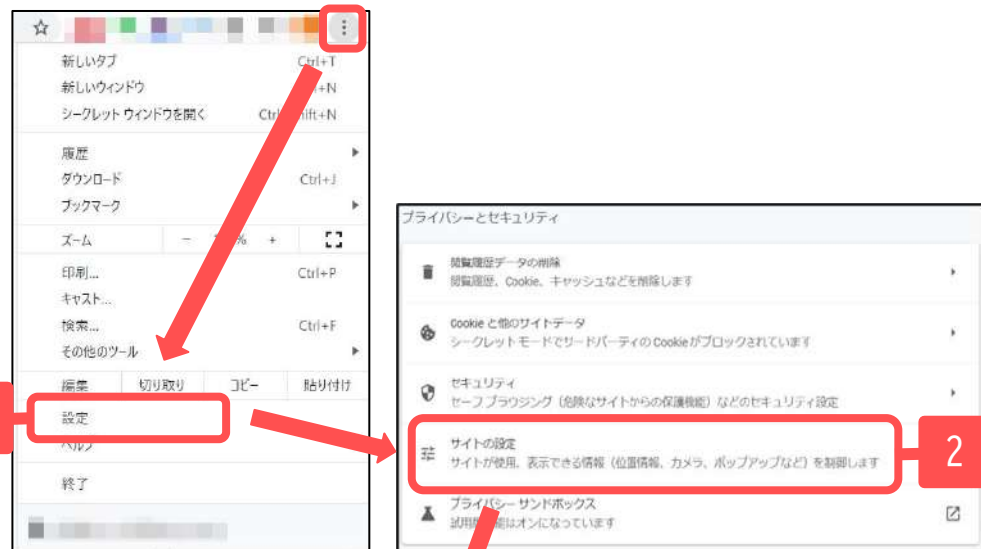 新しいタブ Ctrl+T
新しいウィンドウ +N
シークレット ウィンドウを開く Ctrl hift+N
履歴
ダウンロード Ctrl+J
ブックマーク
ズーム - % +
印刷... Ctrl+P
キャスト...
検索... Ctrl+F
その他のツール
編集 切り取り コピー 貼り付け
設定
ヘルプ
終了
プライバシーとセキュリティ
閲覧履歴データの削除
閲覧履歴、Cookie、キャッシュなどを削除します
Cookie と他のサイトデータ
シークレット モードでサードパーティの Cookie がブロックされています
セキュリティ
セーフ ブラウジング（危険なサイトからの保護機能）などのセキュリティ設定
サイトの設定
サイトが使用、表示できる情報（位置情報、カメラ、ポップアップなど）を制御します
2
プライバシー サンドボックス
試用 能はオンになっています